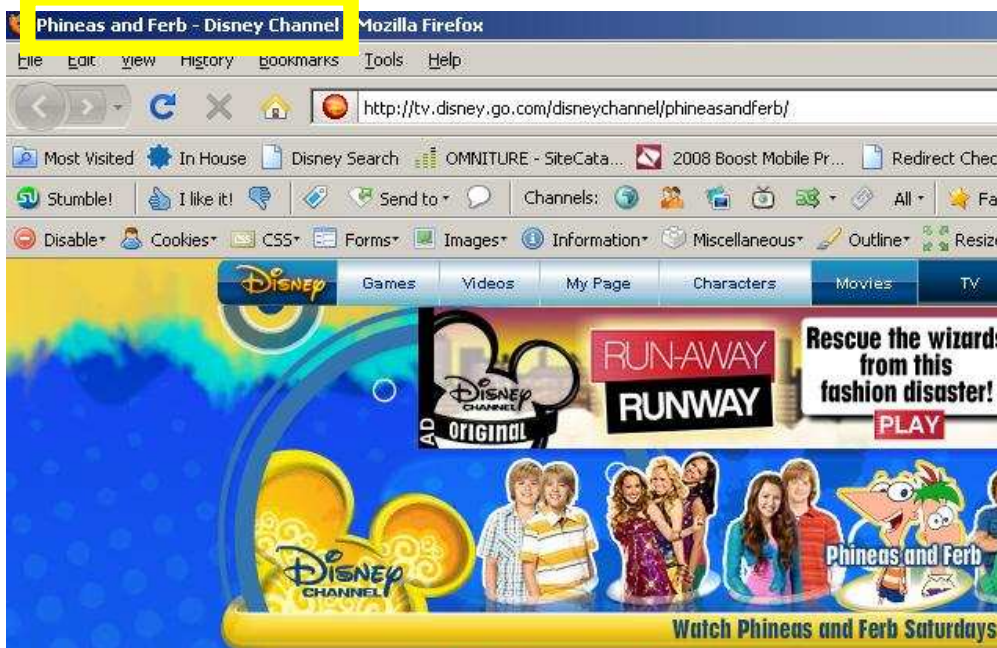 Phineas and Ferb - Disney Channel Mozilla Firefox
File Edit View History Bookmarks Tools Help
http://tv.disney.go.com/disneychannel/phineasandferb/
Most Visited In House Disney Search OMNITURE - SiteCata... 2008 Boost Mobile Pr... Redirect Chec
Stumble! I like it! Send to Channels: All Fa
Disable Cookies CSS Forms Images Information Miscellaneous Outline Resize
Disney Games Videos My Page Characters Movies TV
AD
Disney
CHANNEL
ORIGINAL
RUN-AWAY
RUNWAY
Rescue the wizards
from this
fashion disaster!
PLAY
Disney
CHANNEL
Phineas and Ferb
Watch Phineas and Ferb Saturdays